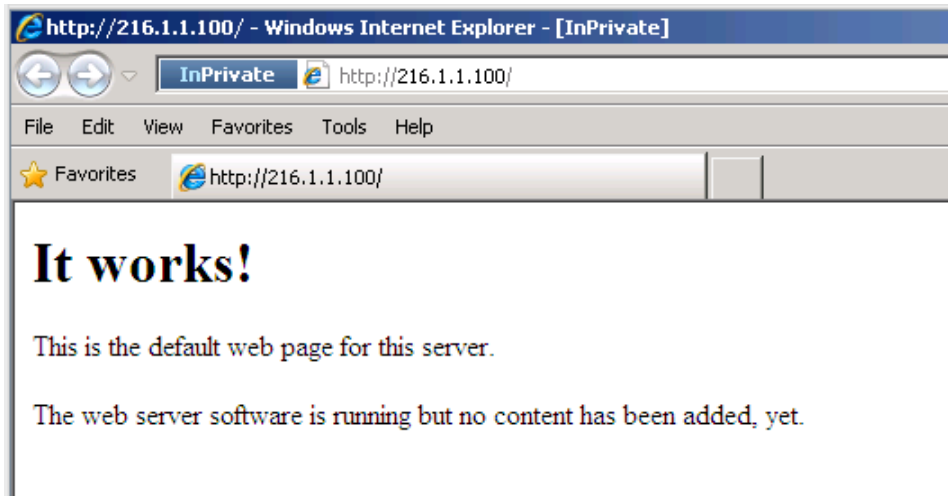 http://216.1.1.100/ - Windows Internet Explorer - [InPrivate]
InPrivate http://216.1.1.100/
File Edit View Favorites Tools Help
Favorites http://216.1.1.100/
It works!
This is the default web page for this server.
The web server software is running but no content has been added, yet.